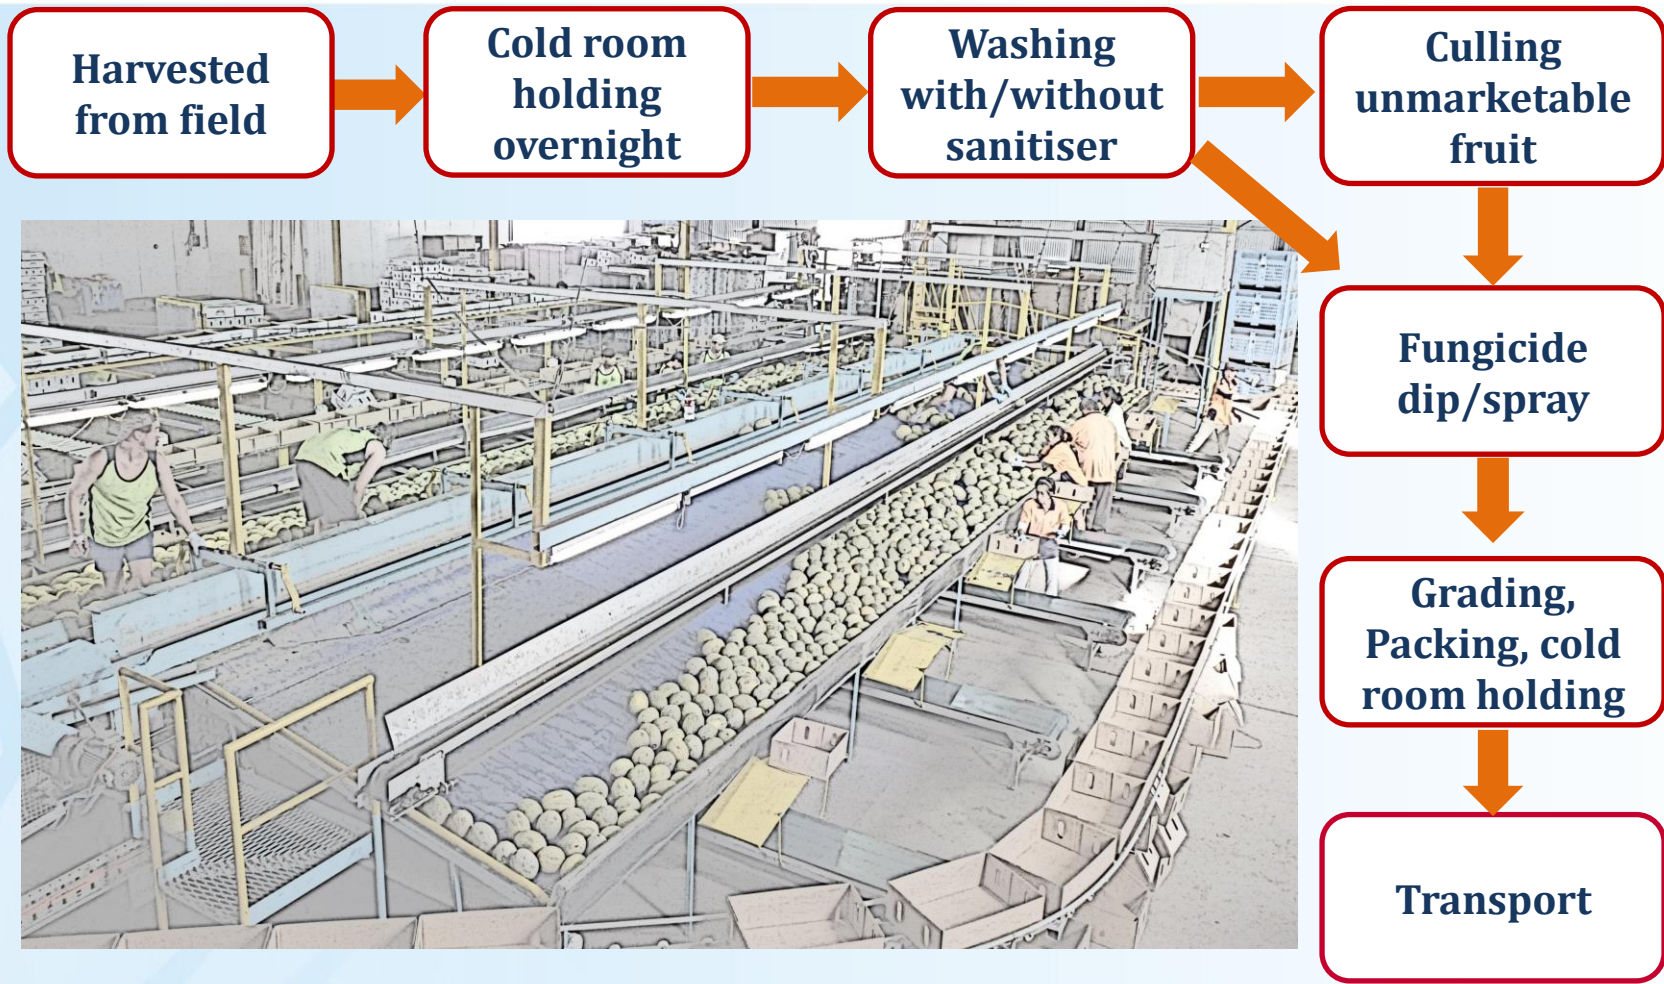 Harvested
from field
Cold room
holding
overnight
Washing
with/without
sanitiser
Culling
unmarketable
fruit
Fungicide
dip/spray
Grading,
Packing, cold
room holding
Transport